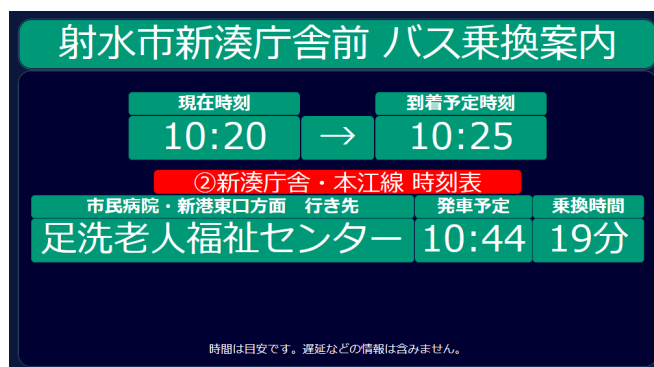 射水市新湊庁舎前 バス乗換案内
現在時刻 到着予定時刻
10:20 → 10:25
②新湊庁舎・本江線 時刻表
市民病院・新港東口方面 行き先 発車予定 乗換時間
足洗老人福祉センター 10:44 19分
時間は目安です。遅延などの情報は含みません。